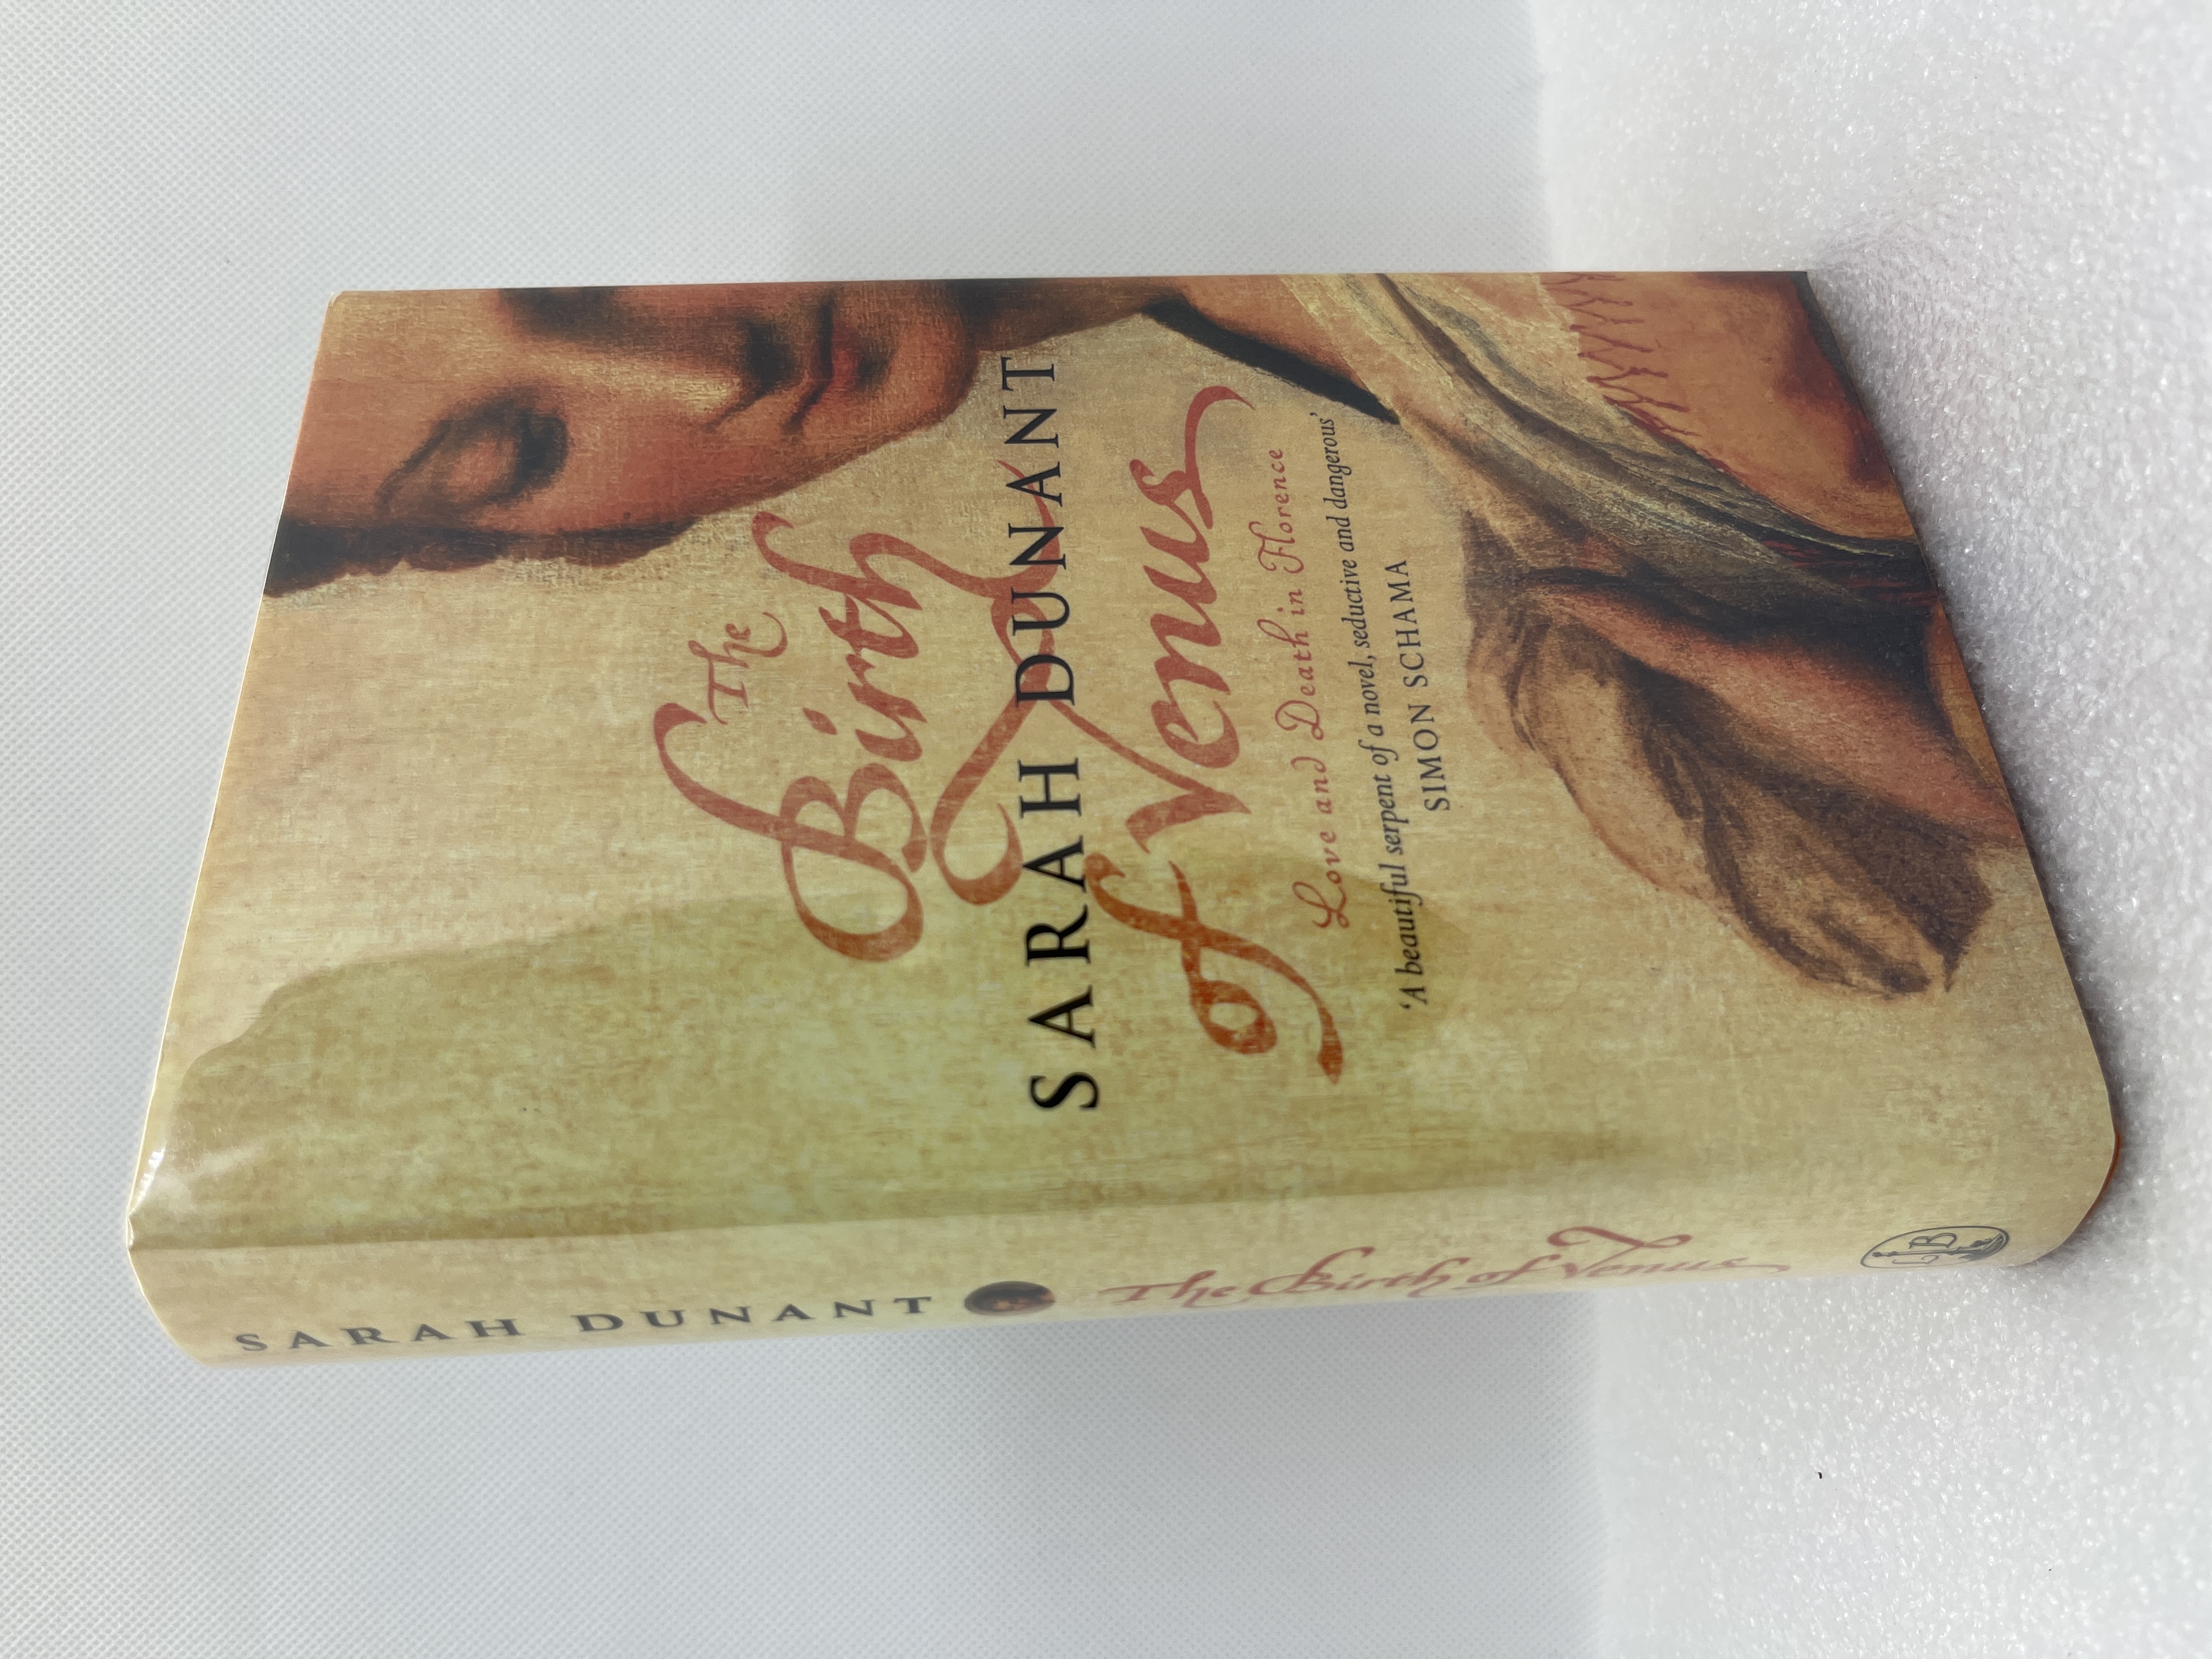 The
Birth
SARAH DUNANT
of Venus
Love and Death in Florence
‘A beautiful serpent of a novel, seductive and dangerous’
SIMON SCHAMA
SARAH DUNANT
The Birth of Venus
LB